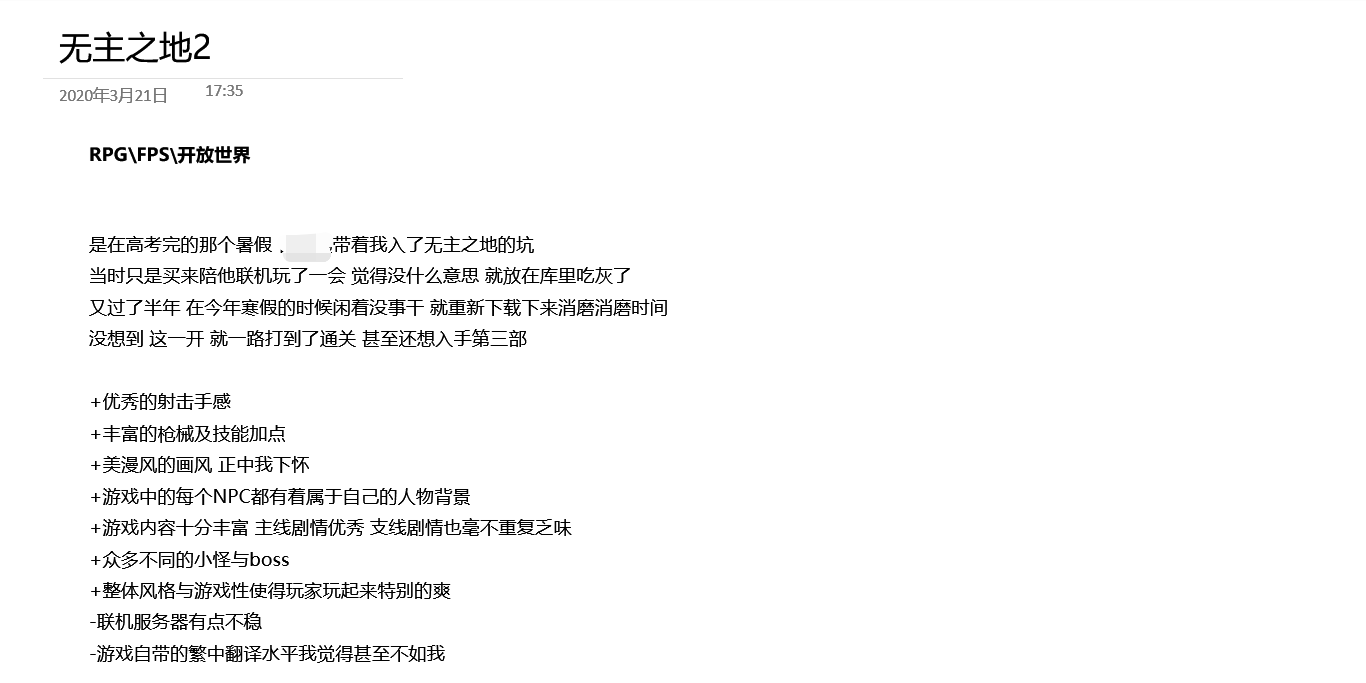 无主之地2
2020年3月21日 17:35
RPG\FPS\开放世界
是在高考完的那个暑假 带着我入了无主之地的坑
当时只是买来陪他联机玩了一会 觉得没什么意思 就放在库里吃灰了
又过了半年 在今年寒假的时候闲着没事干 就重新下载下来消磨消磨时间
没想到 这一开 就一路打到了通关 甚至还想入手第三部
+优秀的射击手感
+丰富的枪械及技能加点
+美漫风的画风 正中我下怀
+游戏中的每个NPC都有着属于自己的人物背景
+游戏内容十分丰富 主线剧情优秀 支线剧情也毫不重复乏味
+众多不同的小怪与boss
+整体风格与游戏性使得玩家玩起来特别的爽
-联机服务器有点不稳
-游戏自带的繁中翻译水平我觉得甚至不如我